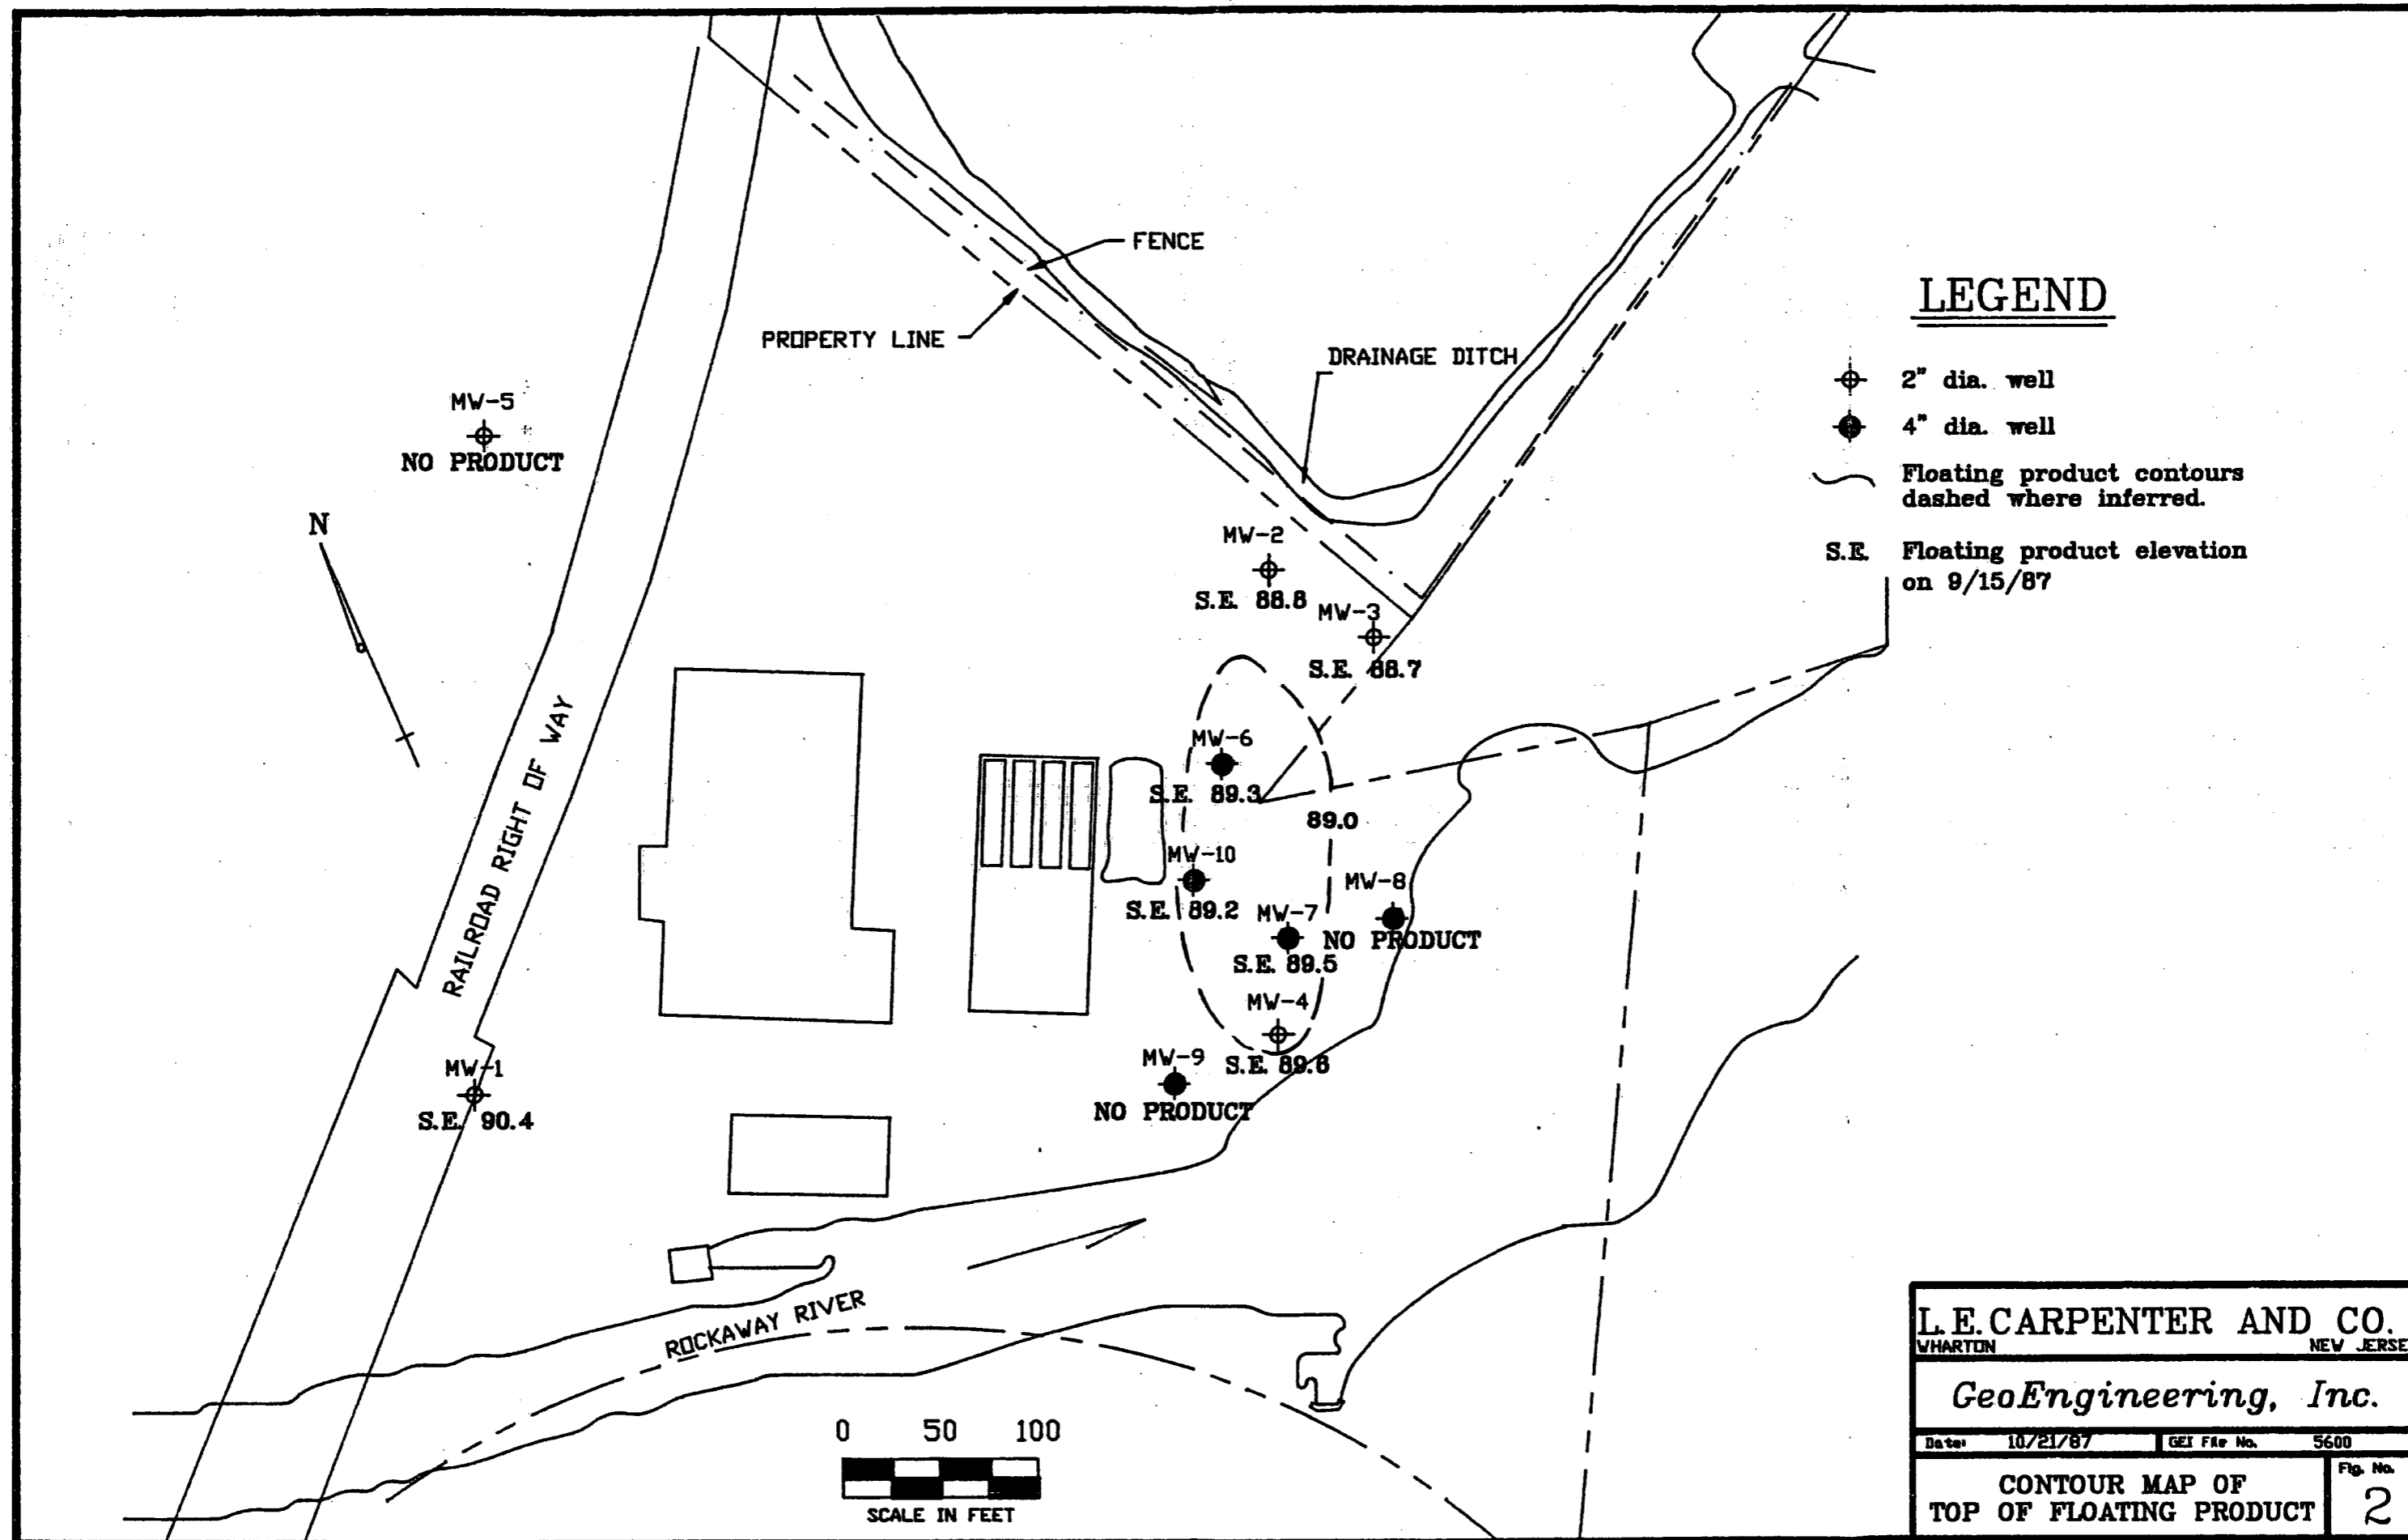 FENCE
PROPERTY LINE
DRAINAGE DITCH
LEGEND
2" dia. well
4" dia. well
Floating product contours
dashed where inferred.
S.E. Floating product elevation
on 9/15/87
MW-5
NO PRODUCT
N
MW-2
S.E. 88.8
MW-3
S.E. 88.7
RAILROAD RIGHT OF WAY
MW-6
S.E. 89.3
89.0
MW-10
S.E. 89.2
MW-8
NO PRODUCT
MW-7
S.E. 89.5
MW-4
S.E. 89.6
MW-9
NO PRODUCT
MW-1
S.E. 90.4
ROCKAWAY RIVER
0 50 100
SCALE IN FEET
L.E. CARPENTER AND CO.
WHARTON NEW JERSE
GeoEngineering, Inc.
Date: 10/21/87 GEI File No. 5600
CONTOUR MAP OF
TOP OF FLOATING PRODUCT
Fig. No.
2